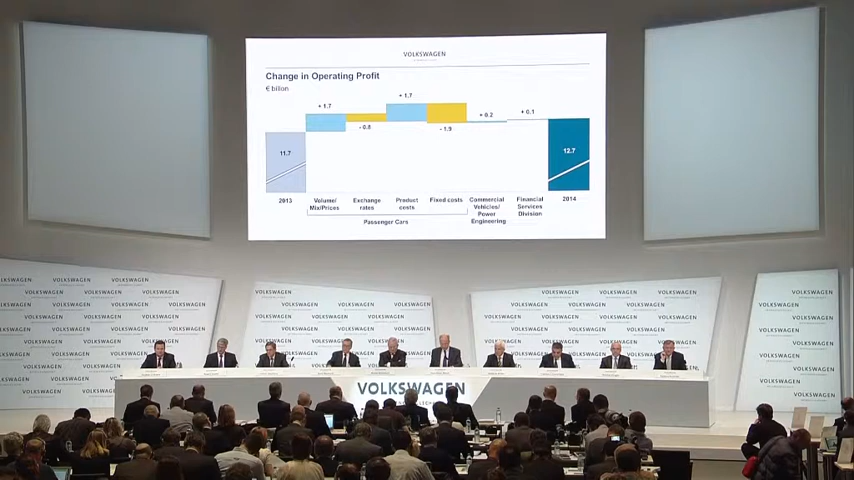 VOLKSWAGEN
Change in Operating Profit
€ billion
+ 1.7
- 0.8
+ 1.7
- 1.9
+ 0.2
+ 0.1
11.7
12.7
2013
Volume/
Mix/Prices
Exchange
rates
Product
costs
Fixed costs
Commercial
Vehicles/
Power
Engineering
Financial
Services
Division
2014
Passenger Cars
VOLKSWAGEN
VOLKSWAGEN